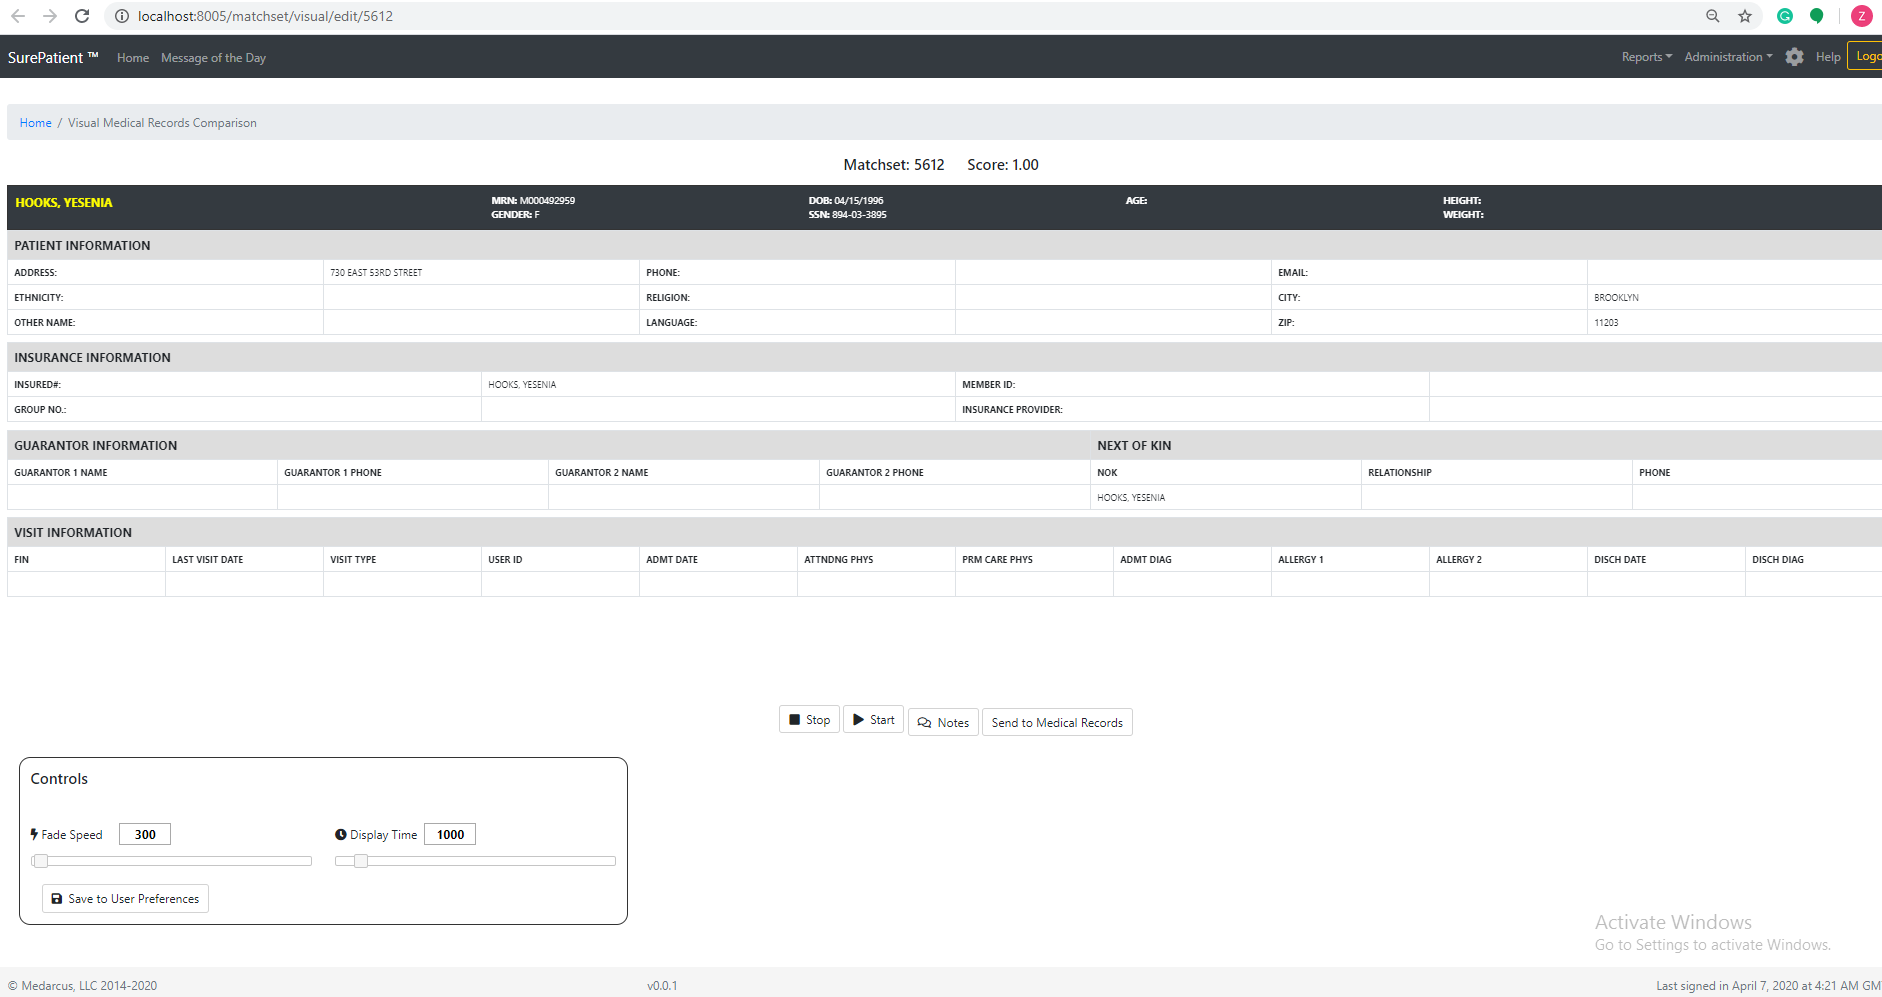 localhost:8005/matchset/visual/edit/5612
Z
SurePatient ™ Home Message of the Day Reports Administration Help Logo
Home / Visual Medical Records Comparison
Matchset: 5612 Score: 1.00
HOOKS, YESENIA MRN: M000492959 DOB: 04/15/1996 AGE: HEIGHT:
GENDER: F SSN: 894-03-3895 WEIGHT:
PATIENT INFORMATION
ADDRESS: 730 EAST 53RD STREET PHONE: EMAIL:
ETHNICITY: RELIGION: CITY: BROOKLYN
OTHER NAME: LANGUAGE: ZIP: 11203
INSURANCE INFORMATION
INSURED#: HOOKS, YESENIA MEMBER ID:
GROUP NO.: INSURANCE PROVIDER:
GUARANTOR INFORMATION NEXT OF KIN
GUARANTOR 1 NAME GUARANTOR 1 PHONE GUARANTOR 2 NAME GUARANTOR 2 PHONE NOK RELATIONSHIP PHONE
HOOKS, YESENIA
VISIT INFORMATION
FIN LAST VISIT DATE VISIT TYPE USER ID ADMT DATE ATTNDNG PHYS PRM CARE PHYS ADMT DIAG ALLERGY 1 ALLERGY 2 DISCH DATE DISCH DIAG
Stop Start Notes Send to Medical Records
Controls
Fade Speed 300 Display Time 1000
Save to User Preferences
Activate Windows
Go to Settings to activate Windows.
© Medarcus, LLC 2014-2020 v0.0.1 Last signed in April 7, 2020 at 4:21 AM GM